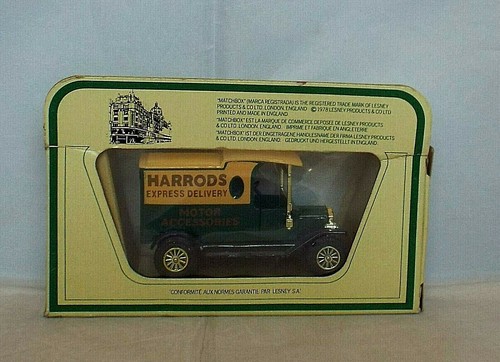 "MATCHBOX" (MARCA REGISTRADA) IS THE REGISTERED TRADE MARK OF LESNEY
PRODUCTS & CO LTD. LONDON, ENGLAND. © 1978 LESNEY PRODUCTS & CO LTD
PRINTED AND MADE IN ENGLAND
"MATCHBOX" EST LA MARQUE DE COMMERCE DEPOSEE DE LESNEY PRODUCTS
& CO LTD. LONDON, ENGLAND. IMPRIME ET FABRIQUE EN ANGLETERRE
"MATCHBOX" IST DER EINGETRAGENE HANDELSNAME DER FIRMA LESNEY PRODUCTS
& CO LTD. LONDON, ENGLAND. GEDRUCKT UND HERGESTELLT IN ENGLAND
HARRODS
EXPRESS DELIVERY
MOTOR
ACCESSORIES
"CONFORMITÉ AUX NORMES GARANTIE PAR LESNEY S.A."